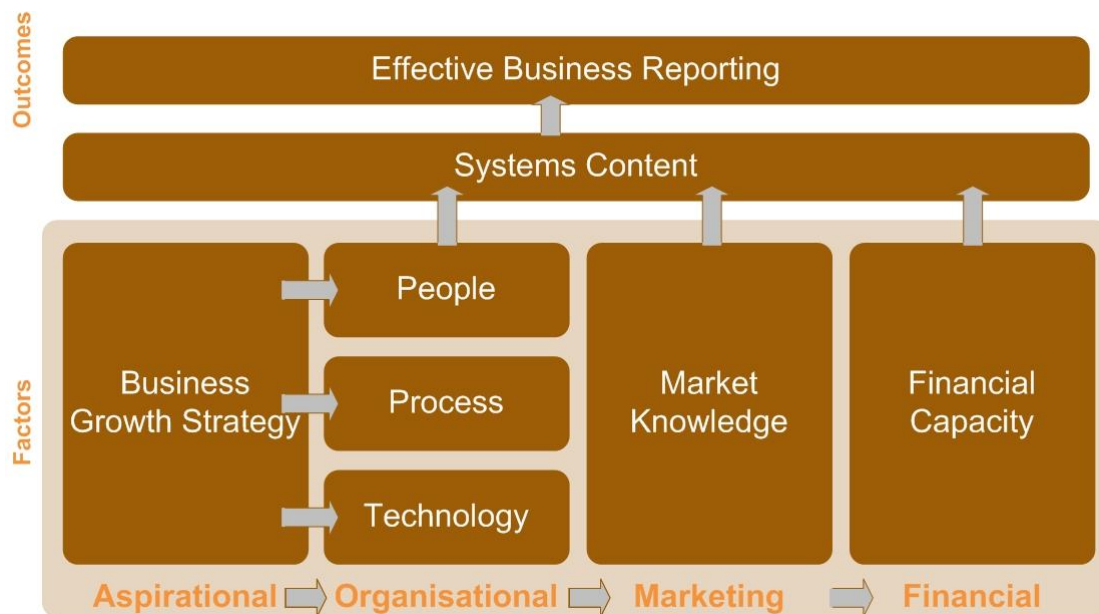 Outcomes
Effective Business Reporting
Systems Content
Factors
Business
Growth Strategy
People
Process
Technology
Market
Knowledge
Financial
Capacity
Aspirational
Organisational
Marketing
Financial